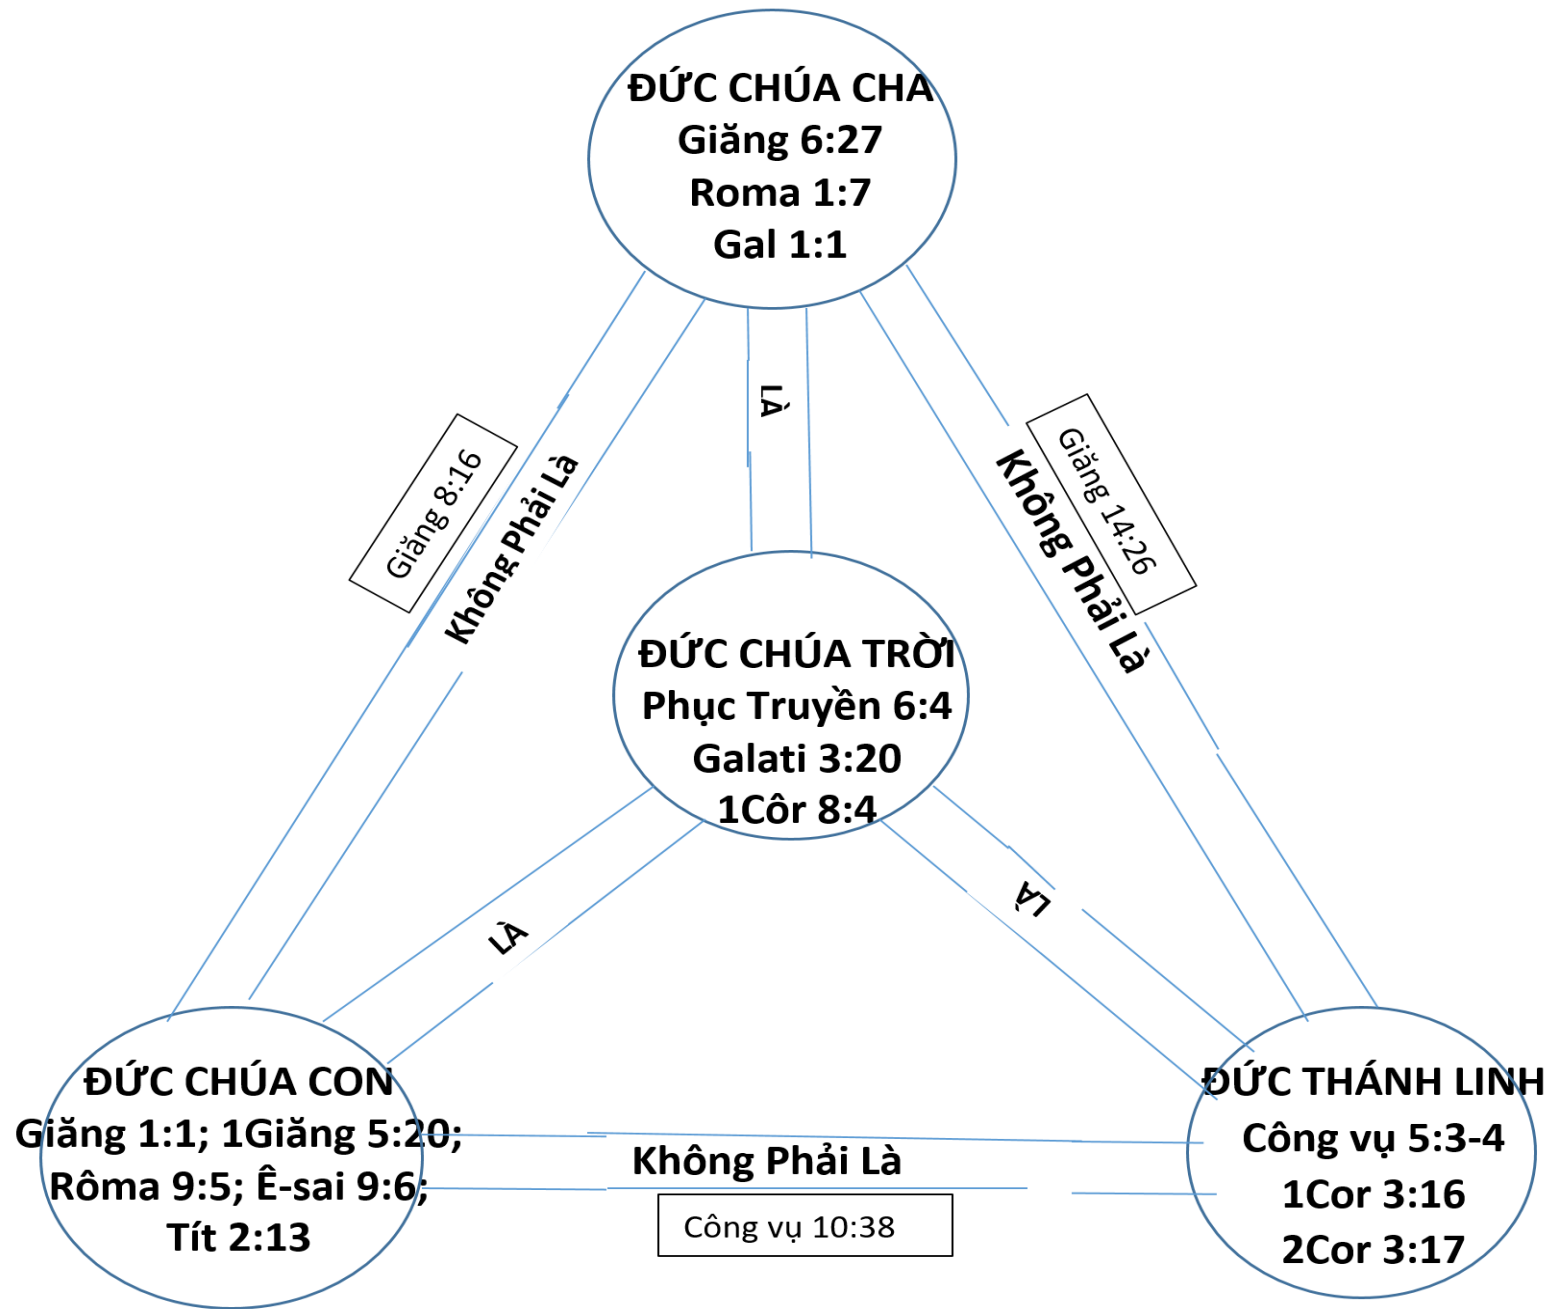 ĐỨC CHÚA CHA
Giăng 6:27
Roma 1:7
Gal 1:1
LÀ
Giăng 8:16
Không Phải Là
Giăng 14:26
Không Phải Là
ĐỨC CHÚA TRỜI
Phục Truyền 6:4
Galati 3:20
1Côr 8:4
LÀ
LÀ
ĐỨC CHÚA CON
Giăng 1:1; 1Giăng 5:20;
Rôma 9:5; Ê-sai 9:6;
Tít 2:13
Không Phải Là
Công vụ 10:38
ĐỨC THÁNH LINH
Công vụ 5:3-4
1Cor 3:16
2Cor 3:17